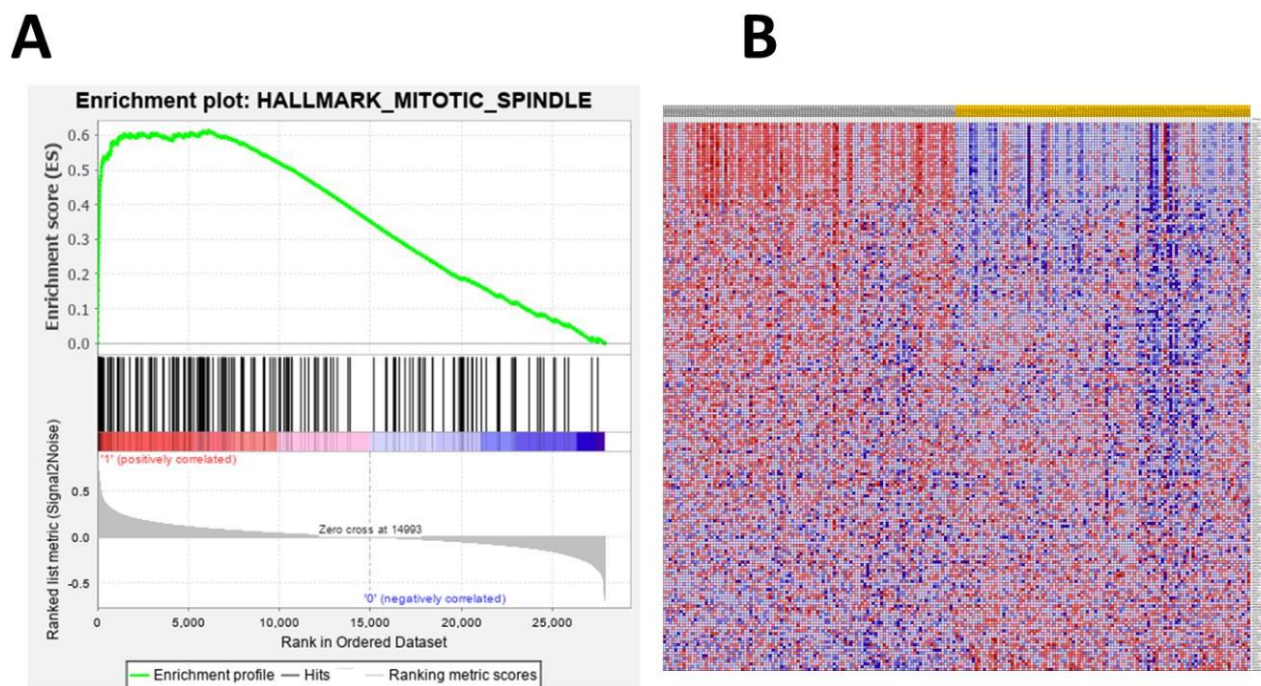 A
B
Enrichment plot: HALLMARK_MITOTIC_SPINDLE
Enrichment score (ES)
0.6
0.5
0.4
0.3
0.2
0.1
0.0
'1' (positively correlated)
Ranked list metric (Signal2Noise)
0.5
0.0
-0.5
Zero cross at 14993
'0' (negatively correlated)
0 5,000 10,000 15,000 20,000 25,000
Rank in Ordered Dataset
Enrichment profile Hits Ranking metric scores